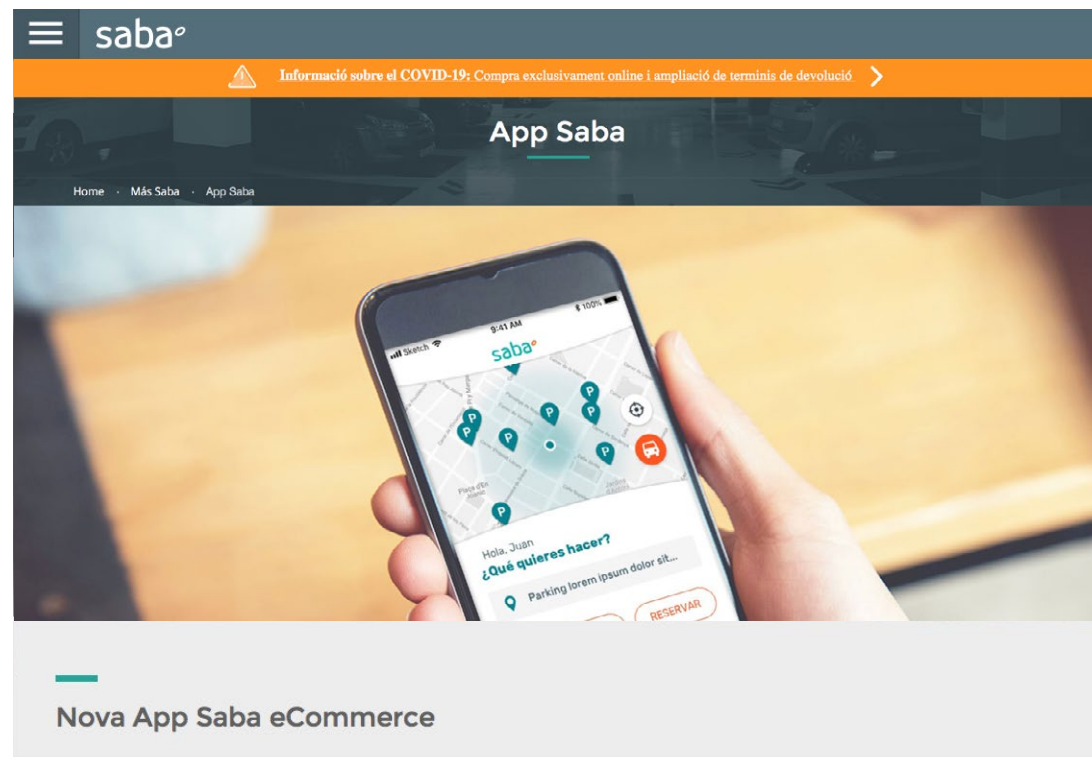 saba
Informació sobre el COVID-19: Compra exclusivament online i ampliació de terminis de devolució
App Saba
Home · Más Saba · App Saba
Sketch 9:41 AM 100%
saba
Plaça d'En
Hola, Juan
¿Qué quieres hacer?
Parking lorem ipsum dolor sit...
RESERVAR
Nova App Saba eCommerce